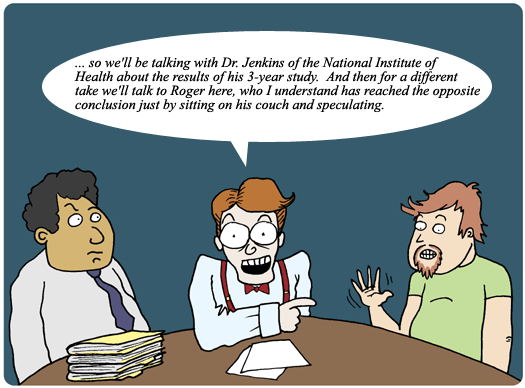 ... so we'll be talking with Dr. Jenkins of the National Institute of
Health about the results of his 3-year study.  And then for a different
take we'll talk to Roger here, who I understand has reached the opposite
conclusion just by sitting on his couch and speculating.